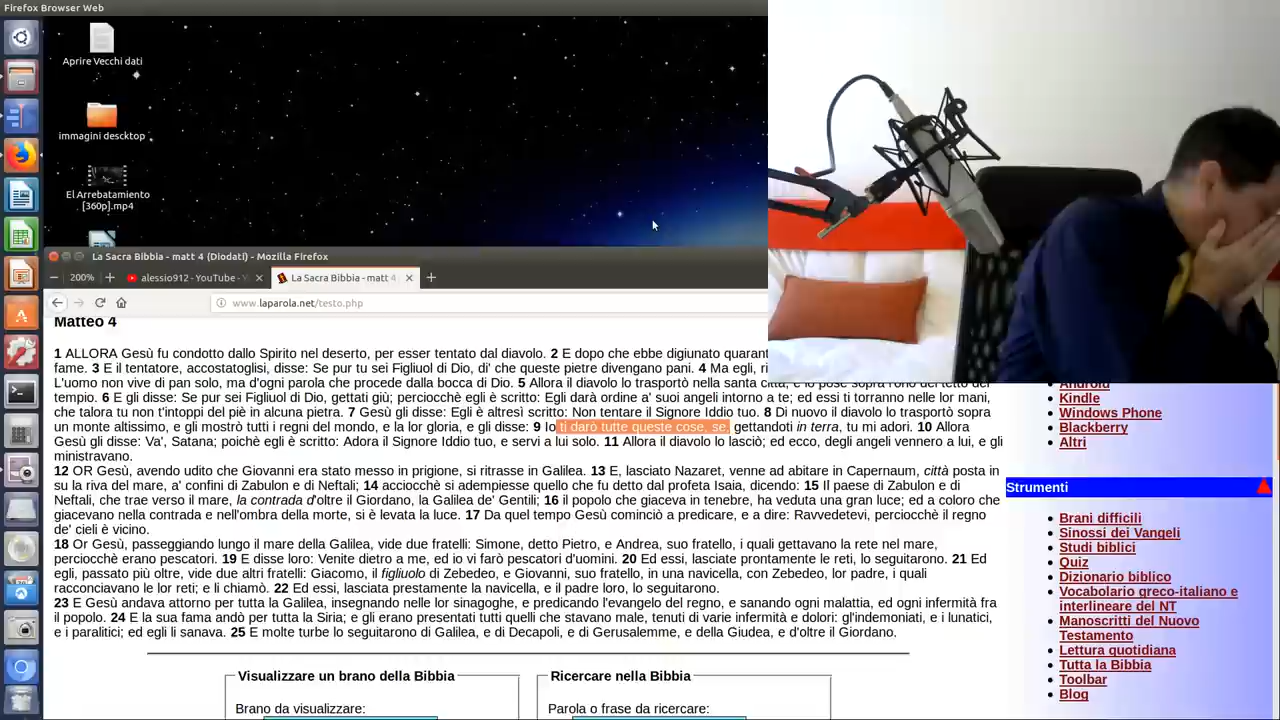 Firefox Browser Web
Aprire Vecchi dati
immagini descktop
El Arrebatamiento
[360p].mp4
La Sacra Bibbia - matt 4 (Diodati) - Mozilla Firefox
200%
alessio912 - YouTube -
La Sacra Bibbia - matt 4
www.laparola.net/testo.php
Matteo 4
1 ALLORA Gesù fu condotto dallo Spirito nel deserto, per esser tentato dal diavolo. 2 E dopo che ebbe digiunato
fame. 3 E il tentatore, accostatoglisi, disse: Se pur tu sei Figliuol di Dio, di' che queste pietre divengano pani. 4 Ma egli,
L'uomo non vive di pan solo, ma d'ogni parola che procede dalla bocca di Dio. 5 Allora il diavolo lo trasportò nella santa città, e lo pose sopra l'orlo del tetto del
tempio. 6 E gli disse: Se pur sei Figliuol di Dio, gettati giù; perciocchè egli è scritto: Egli darà ordine a' suoi angeli intorno a te; ed essi ti torranno nelle lor mani,
che talora tu non t'intoppi del piè in alcuna pietra. 7 Gesù gli disse: Egli è altresì scritto: Non tentare il Signore Iddio tuo. 8 Di nuovo il diavolo lo trasportò sopra
un monte altissimo, e gli mostrò tutti i regni del mondo, e la lor gloria, e gli disse: 9 Io ti darò tutte queste cose, se, gettandoti in terra, tu mi adori. 10 Allora
Gesù gli disse: Va', Satana; poichè egli è scritto: Adora il Signore Iddio tuo, e servi a lui solo. 11 Allora il diavolo lo lasciò; ed ecco, degli angeli vennero a lui, e gli
ministravano.
12 OR Gesù, avendo udito che Giovanni era stato messo in prigione, si ritrasse in Galilea. 13 E, lasciato Nazaret, venne ad abitare in Capernaum, città posta in
su la riva del mare, a' confini di Zabulon e di Neftali; 14 acciocchè si adempiesse quello che fu detto dal profeta Isaia, dicendo: 15 Il paese di Zabulon e di
Neftali, che trae verso il mare, la contrada d'oltre il Giordano, la Galilea de' Gentili; 16 il popolo che giaceva in tenebre, ha veduta una gran luce; ed a coloro che
giacevano nella contrada e nell'ombra della morte, si è levata la luce. 17 Da quel tempo Gesù cominciò a predicare, e a dire: Ravvedetevi, perciocchè il regno
de' cieli è vicino.
18 Or Gesù, passeggiando lungo il mare della Galilea, vide due fratelli: Simone, detto Pietro, e Andrea, suo fratello, i quali gettavano la rete nel mare,
perciocchè erano pescatori. 19 E disse loro: Venite dietro a me, ed io vi farò pescatori d'uomini. 20 Ed essi, lasciate prontamente le reti, lo seguitarono. 21 Ed
egli, passato più oltre, vide due altri fratelli: Giacomo, il figliuolo di Zebedeo, e Giovanni, suo fratello, in una navicella, con Zebedeo, lor padre, i quali
racconciavano le lor reti; e li chiamò. 22 Ed essi, lasciata prestamente la navicella, e il padre loro, lo seguitarono.
23 E Gesù andava attorno per tutta la Galilea, insegnando nelle lor sinagoghe, e predicando l'evangelo del regno, e sanando ogni malattia, ed ogni infermità fra
il popolo. 24 E la sua fama andò per tutta la Siria; e gli erano presentati tutti quelli che stavano male, tenuti di varie infermità e dolori: gl'indemoniati, e i lunatici,
e i paralitici; ed egli li sanava. 25 E molte turbe lo seguitarono di Galilea, e di Decapoli, e di Gerusalemme, e della Giudea, e d'oltre il Giordano.
Visualizzare un brano della Bibbia
Brano da visualizzare:
Ricercare nella Bibbia
Parola o frase da ricercare:
Android
Kindle
Windows Phone
Blackberry
Altri
Strumenti
Brani difficili
Sinossi dei Vangeli
Studi biblici
Quiz
Dizionario biblico
Vocabolario greco-italiano e
interlineare del NT
Manoscritti del Nuovo
Testamento
Lettura quotidiana
Tutta la Bibbia
Toolbar
Blog